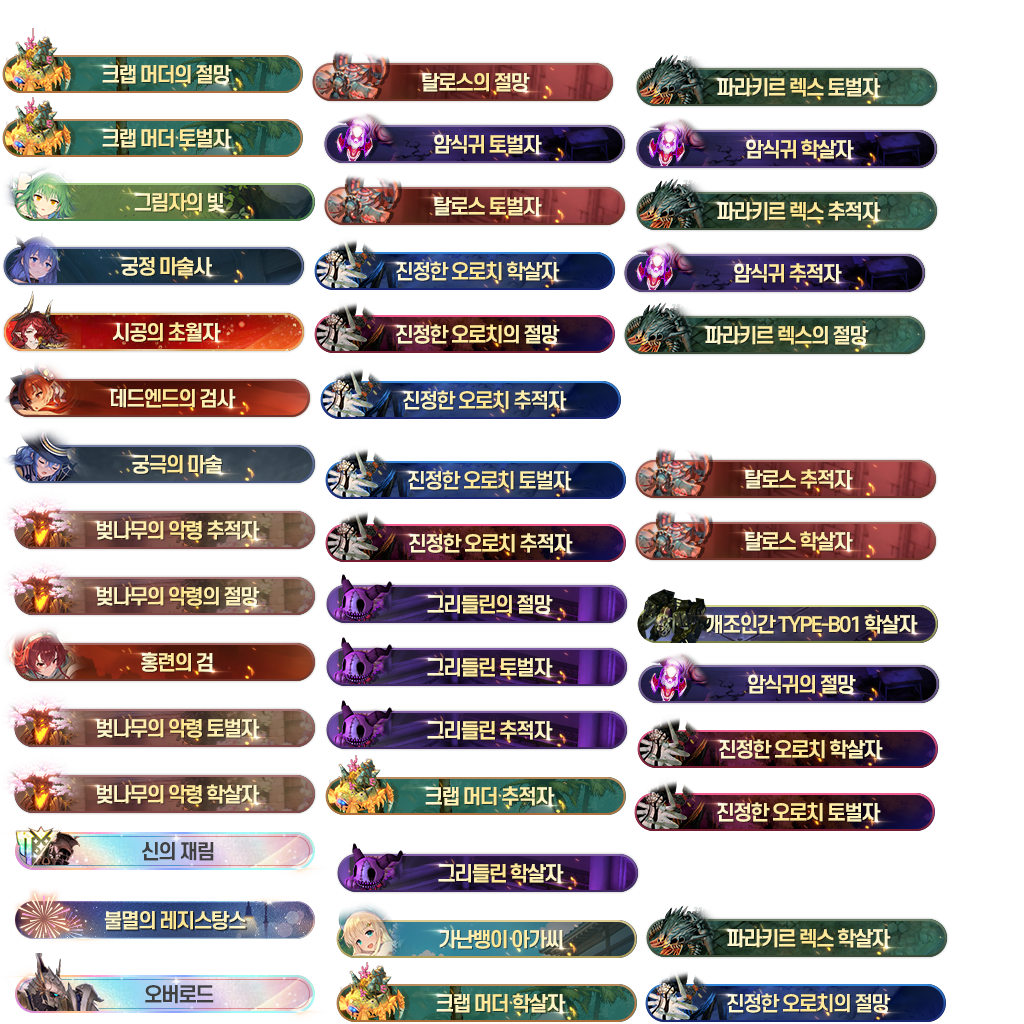 크랩 머더의 절망
크랩 머더 토벌자
그림자의 빛
궁정 마술사
시공의 초월자
데드엔드의 검사
궁극의 마술
벚나무의 악령 추적자
벚나무의 악령의 절망
홍련의 검
벚나무의 악령 토벌자
벚나무의 악령 학살자
신의 재림
불멸의 레지스탕스
오버로드
탈로스의 절망
암식귀 토벌자
탈로스 토벌자
진정한 오로치 학살자
진정한 오로치의 절망
진정한 오로치 추적자
진정한 오로치 토벌자
진정한 오로치 추적자
그리들린의 절망
그리들린 토벌자
그리들린 추적자
크랩 머더 추적자
그리들린 학살자
가난뱅이 아가씨
크랩 머더 학살자
파라키르 렉스 토벌자
암식귀 학살자
파라키르 렉스 추적자
암식귀 추적자
파라키르 렉스의 절망
탈로스 추적자
탈로스 학살자
개조인간 TYPE-B01 학살자
암식귀의 절망
진정한 오로치 학살자
진정한 오로치 토벌자
파라키르 렉스 학살자
진정한 오로치의 절망